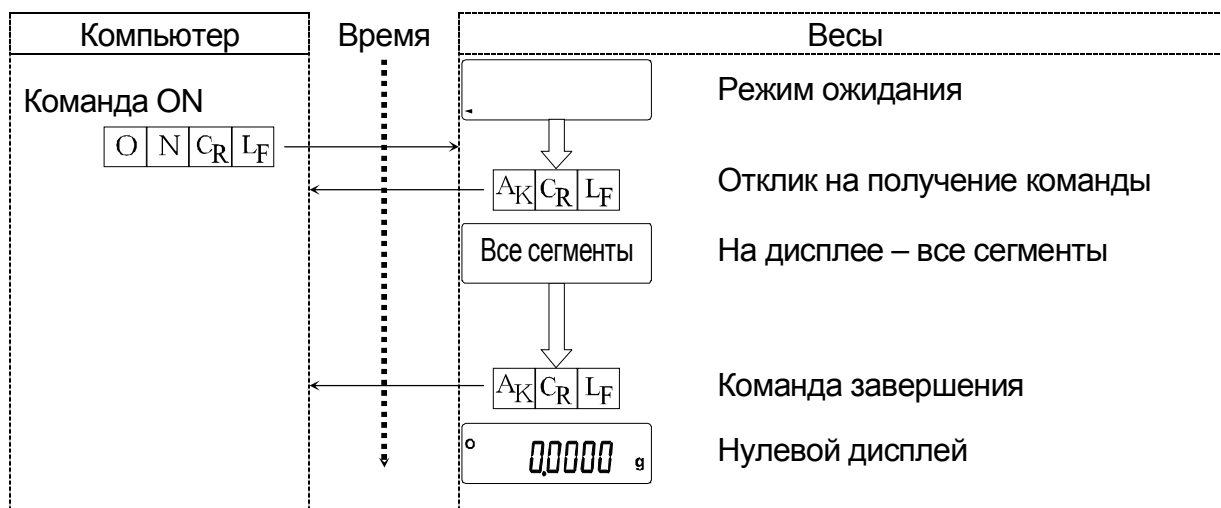 Компьютер Время Весы
Режим ожидания
Команда ON
O N CR LF
AK CR LF Отклик на получение команды
Все сегменты На дисплее – все сегменты
AK CR LF Команда завершения
0.0000 g Нулевой дисплей